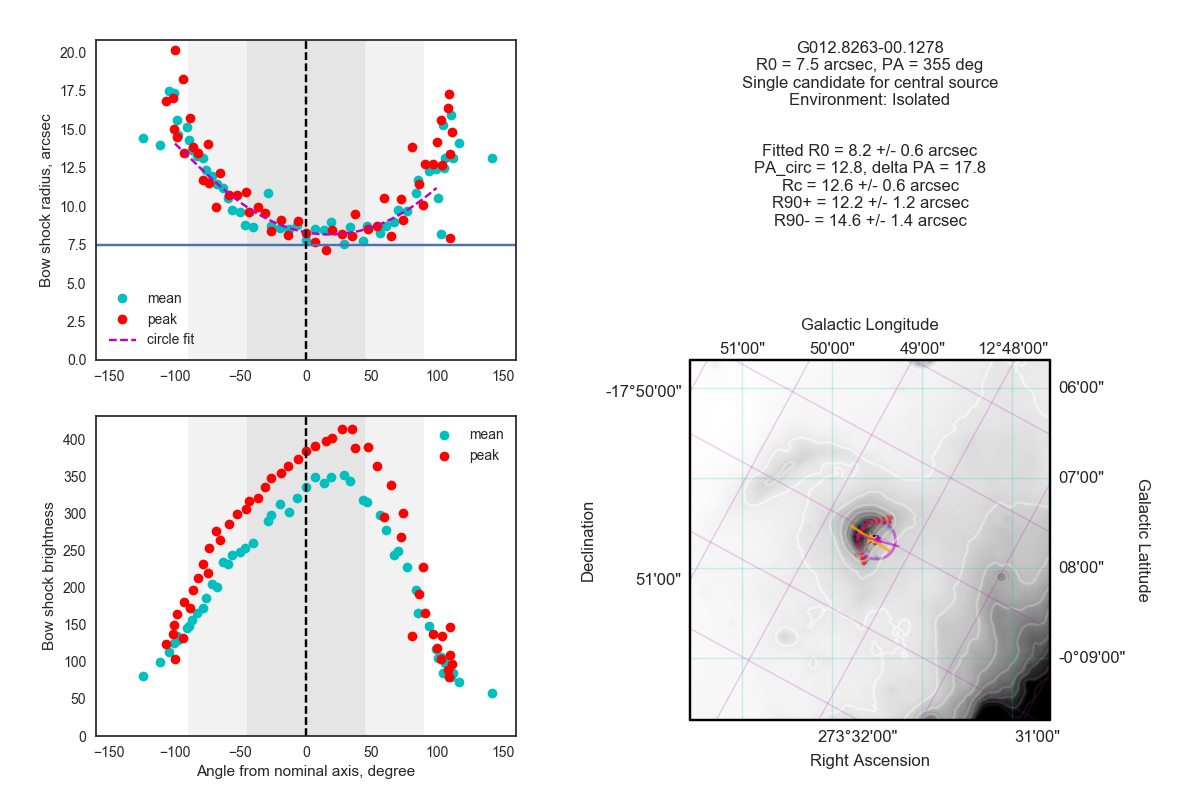 20.0
17.5
15.0
12.5
10.0
7.5
5.0
2.5
0.0
Bow shock radius, arcsec
mean
peak
circle fit
−150 −100 −50 0 50 100 150
G012.8263-00.1278
R0 = 7.5 arcsec, PA = 355 deg
Single candidate for central source
Environment: Isolated
Fitted R0 = 8.2 +/- 0.6 arcsec
PA_circ = 12.8, delta PA = 17.8
Rc = 12.6 +/- 0.6 arcsec
R90+ = 12.2 +/- 1.2 arcsec
R90- = 14.6 +/- 1.4 arcsec
400
350
300
250
200
150
100
50
0
Bow shock brightness
mean
peak
−150 −100 −50 0 50 100 150
Angle from nominal axis, degree
Galactic Longitude
51'00" 50'00" 49'00" 12°48'00"
-17°50'00"
51'00"
Declination
06'00"
07'00"
08'00"
-0°09'00"
Galactic Latitude
273°32'00" 31'00"
Right Ascension